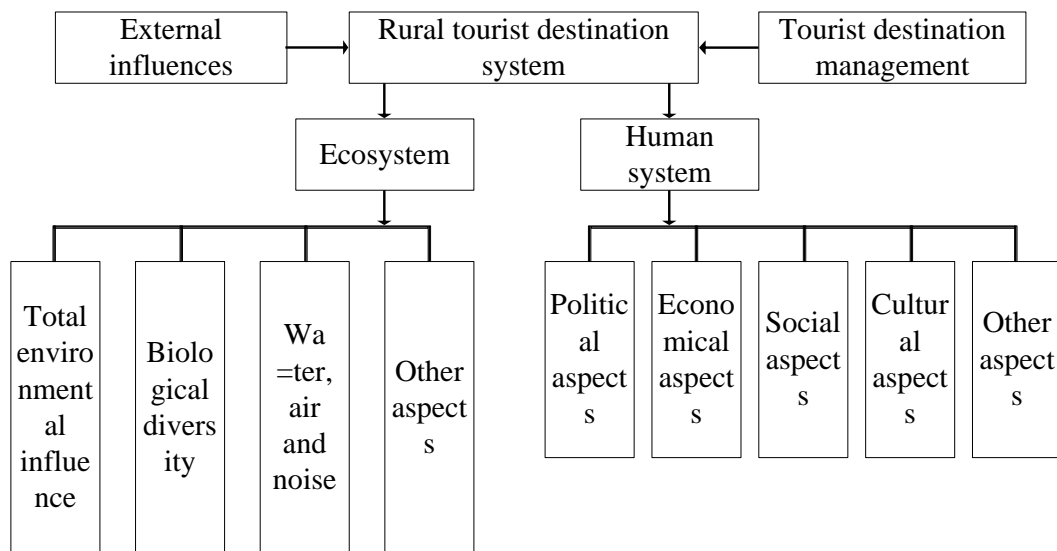 External
influences
Rural tourist destination
system
Tourist destination
management
Ecosystem
Human
system
Total
enviro
nment
al
influe
nce
Biolo
gical
divers
ity
Wa
=ter,
air
and
noise
Other
aspect
s
Politic
al
aspect
s
Econo
mical
aspect
s
Social
aspect
s
Cultur
al
aspect
s
Other
aspect
s